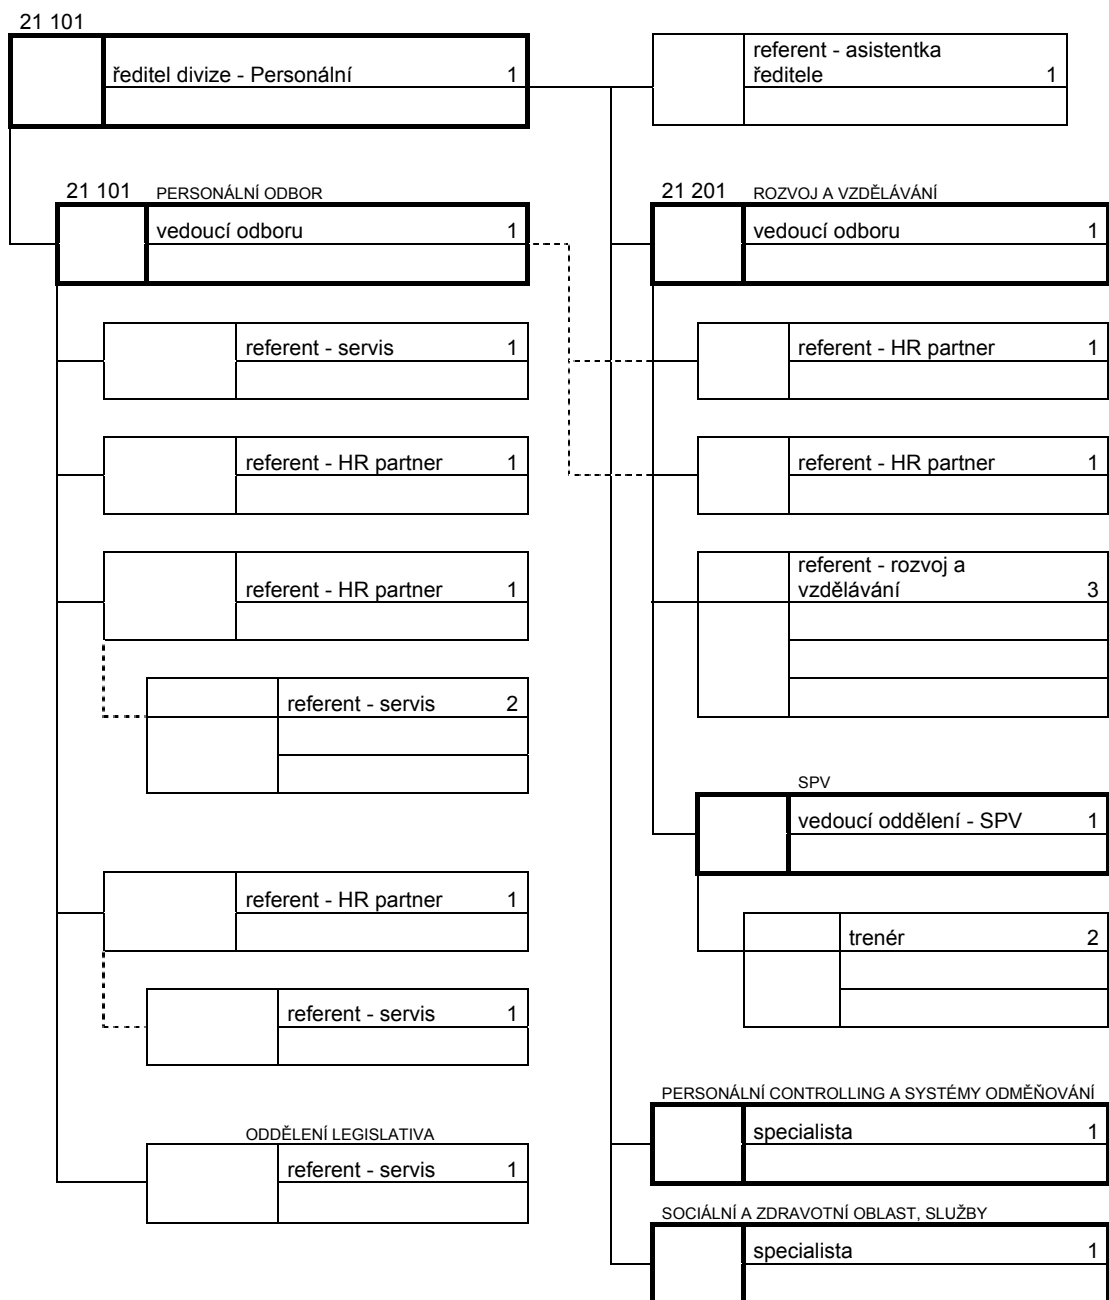 21 101
ředitel divize - Personální 1
referent - asistentka
ředitele 1
21 101 PERSONÁLNÍ ODBOR
vedoucí odboru 1
referent - servis 1
referent - HR partner 1
referent - HR partner 1
referent - servis 2
referent - HR partner 1
referent - servis 1
ODDĚLENÍ LEGISLATIVA
referent - servis 1
21 201 ROZVOJ A VZDĚLÁVÁNÍ
vedoucí odboru 1
referent - HR partner 1
referent - HR partner 1
referent - rozvoj a
vzdělávání 3
SPV
vedoucí oddělení - SPV 1
trenér 2
PERSONÁLNÍ CONTROLLING A SYSTÉMY ODMĚŇOVÁNÍ
specialista 1
SOCIÁLNÍ A ZDRAVOTNÍ OBLAST, SLUŽBY
specialista 1